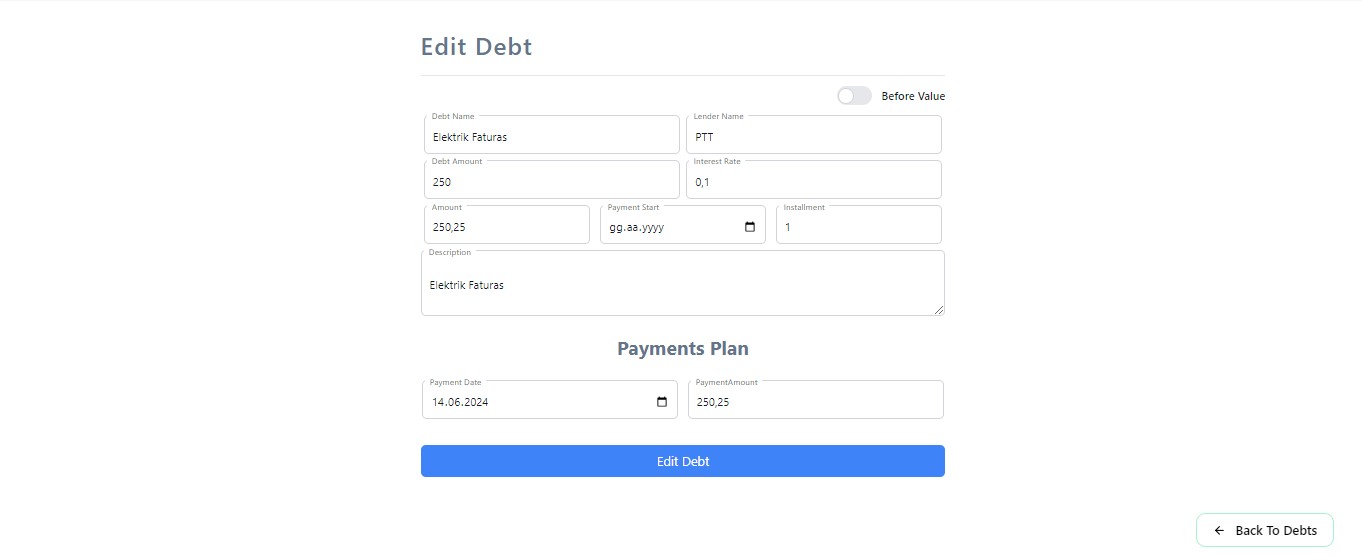 Edit Debt
Before Value
Debt Name
Elektrik Faturas
Lender Name
PTT
Debt Amount
250
Interest Rate
0,1
Amount
250,25
Payment Start
gg.aa.yyyy
Installment
1
Description
Elektrik Faturas
Payments Plan
Payment Date
14.06.2024
PaymentAmount
250,25
Edit Debt
Back To Debts